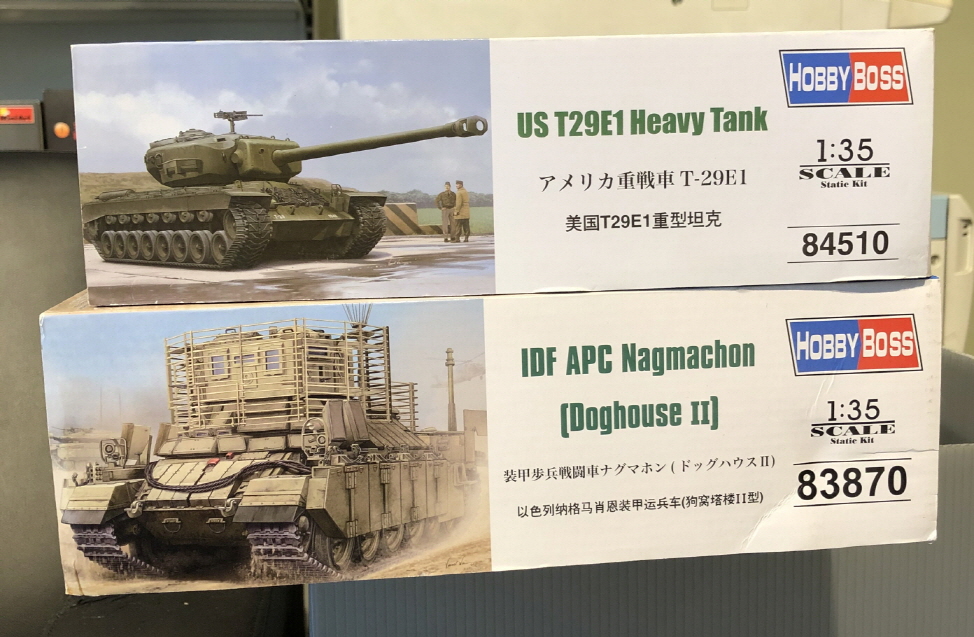 US T29E1 Heavy Tank
アメリカ重戦車 T-29E1
美国T29E1重型坦克
HOBBY BOSS
1:35
SCALE
Static Kit
84510
IDF APC Nagmachon
(Doghouse II)
装甲歩兵戦闘車ナグマホン (ドッグハウスII)
以色列纳格马肖恩装甲运兵车(狗窝塔楼II型)
HOBBY BOSS
1:35
SCALE
Static Kit
83870